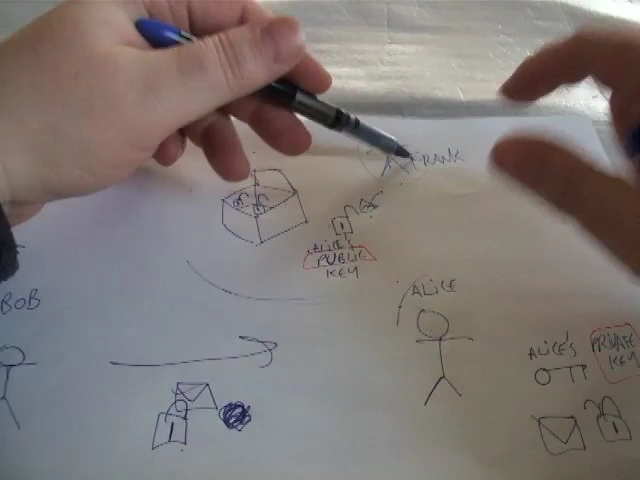 FRANK
ALICE'S
PUBLIC
KEY
BOB
ALICE
ALICE'S
PRIVATE
KEY